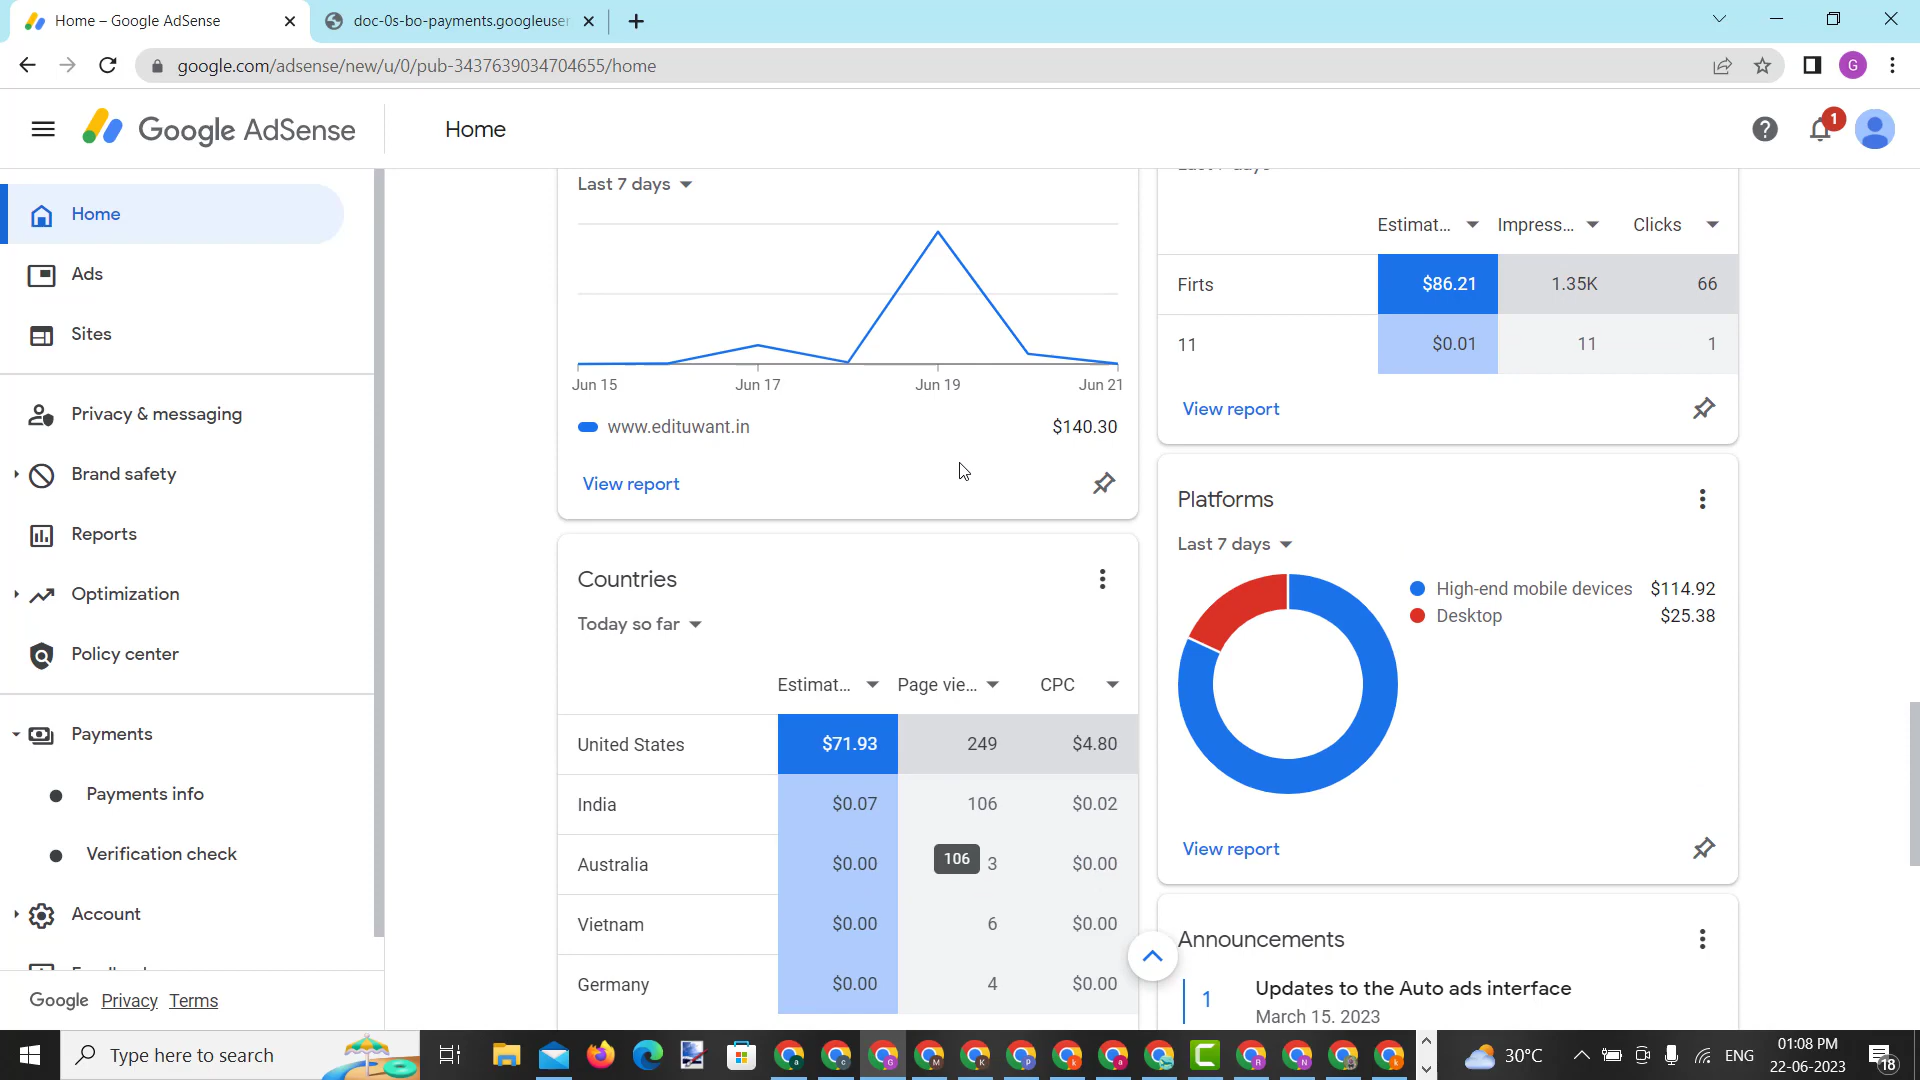 Home – Google AdSense
doc-0s-bo-payments.googleuser
google.com/adsense/new/u/0/pub-3437639034704655/home
G
Google AdSense
Home
1
Home
Ads
Sites
Privacy & messaging
Brand safety
Reports
Optimization
Policy center
Payments
Payments info
Verification check
Account
Google Privacy Terms
Last 7 days
Jun 15 Jun 17 Jun 19 Jun 21
www.edituwant.in $140.30
View report
Countries
Today so far
Estimat... Page vie... CPC
United States $71.93 249 $4.80
India $0.07 106 $0.02
Australia $0.00 3 $0.00
106
Vietnam $0.00 6 $0.00
Germany $0.00 4 $0.00
Estimat... Impress... Clicks
Firts $86.21 1.35K 66
11 $0.01 11 1
View report
Platforms
Last 7 days
High-end mobile devices $114.92
Desktop $25.38
View report
Announcements
1 Updates to the Auto ads interface
March 15. 2023
Type here to search
30°C
ENG
01:08 PM
22-06-2023
18